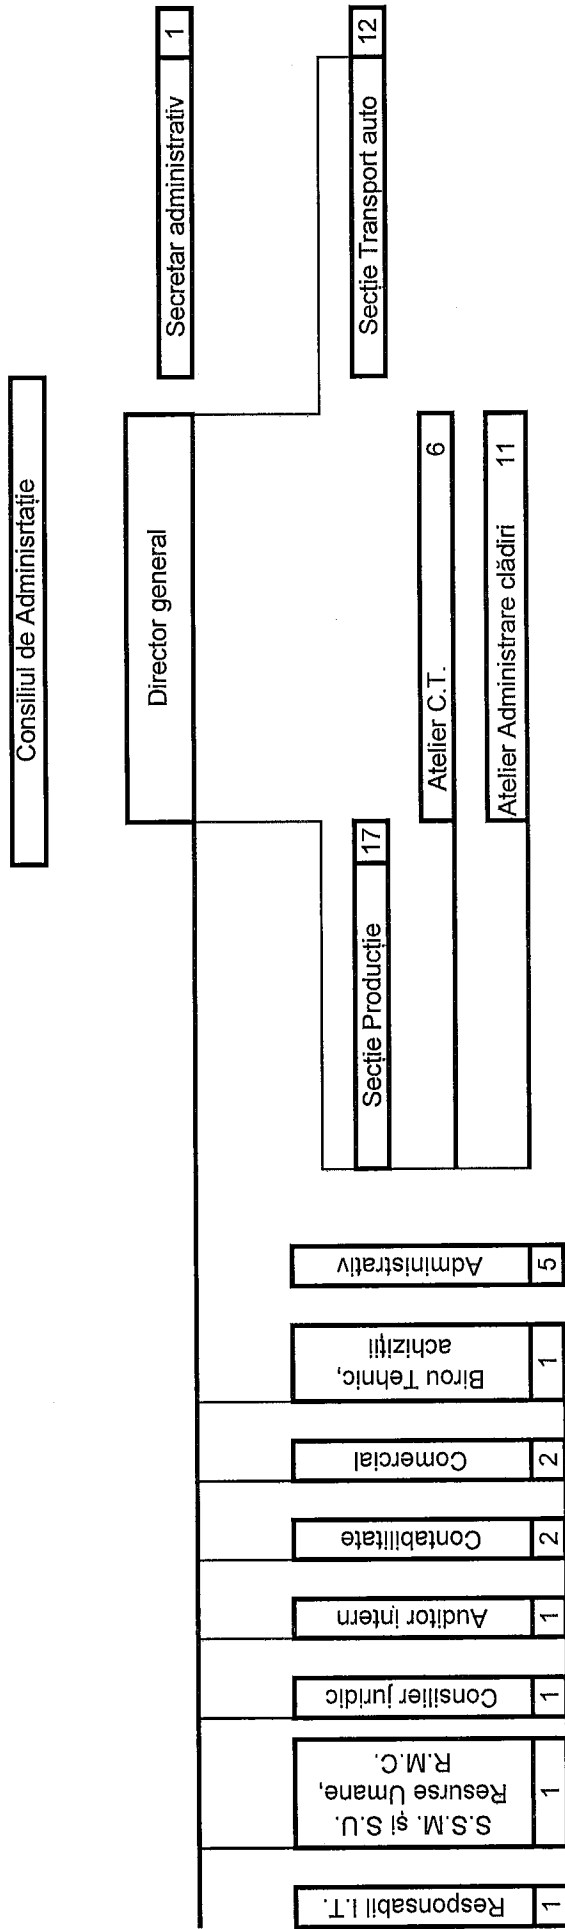 Consiliul de Adminisrtație
Director general
Secretar administrativ 1
Secție Transport auto 12
Secție Producție 17
Atelier C.T. 6
Atelier Administrare clădiri 11
Responsabil I.T.
1
S.S.M. și S.U.
Resurse Umane,
R.M.C.
1
Consilier juridic
1
Auditor intern
1
Contabilitate
2
Comercial
2
Birou Tehnic,
achiziții
1
Administrativ
5